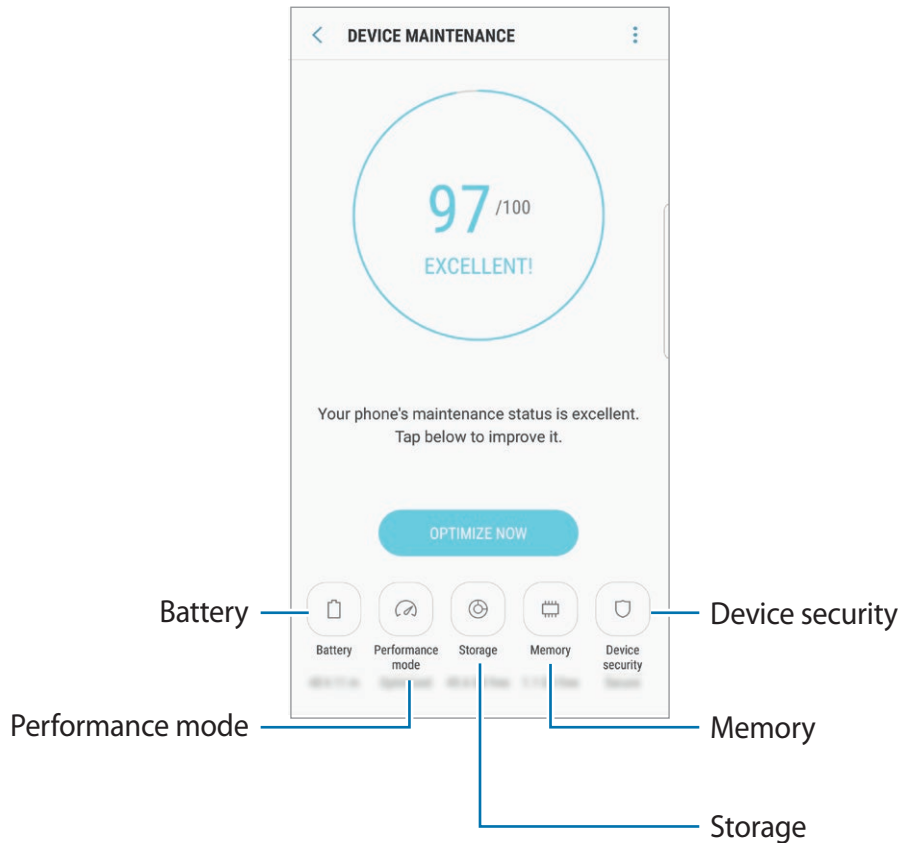 DEVICE MAINTENANCE
97 /100
EXCELLENT!
Your phone's maintenance status is excellent.
Tap below to improve it.
OPTIMIZE NOW
Battery
Device security
Battery
Performance
mode
Storage
Memory
Device
security
Performance mode
Memory
Storage